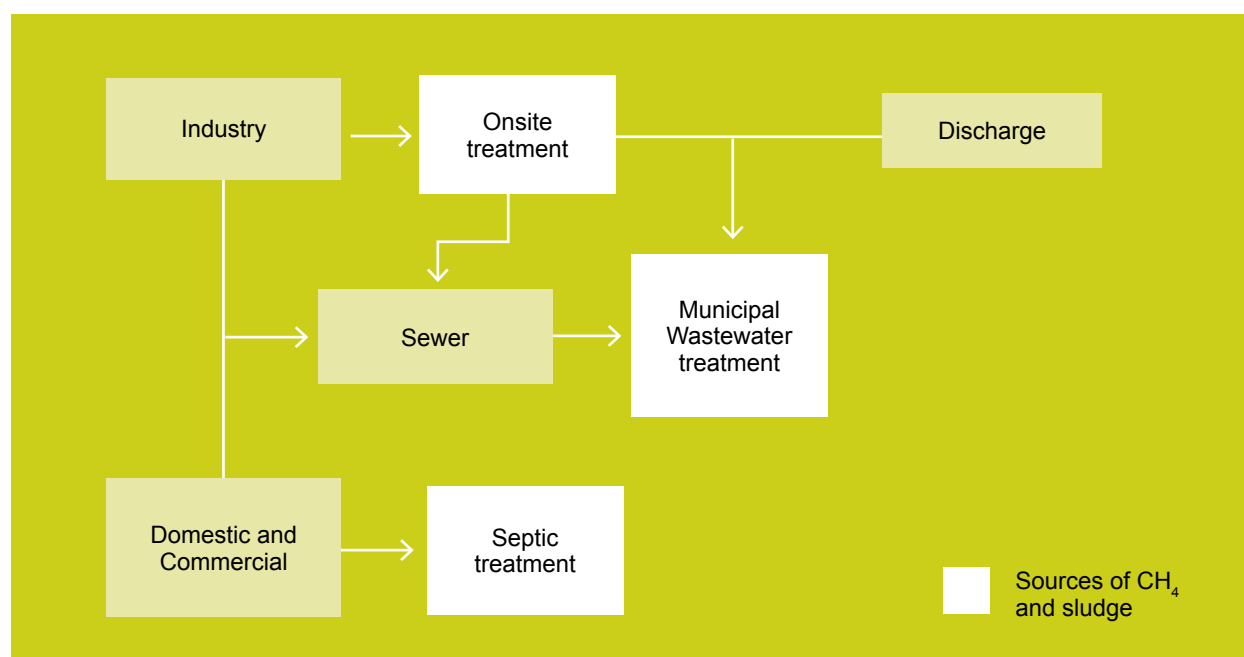 Industry
Onsite
treatment
Discharge
Sewer
Municipal
Wastewater
treatment
Domestic and
Commercial
Septic
treatment
Sources of CH₄
and sludge